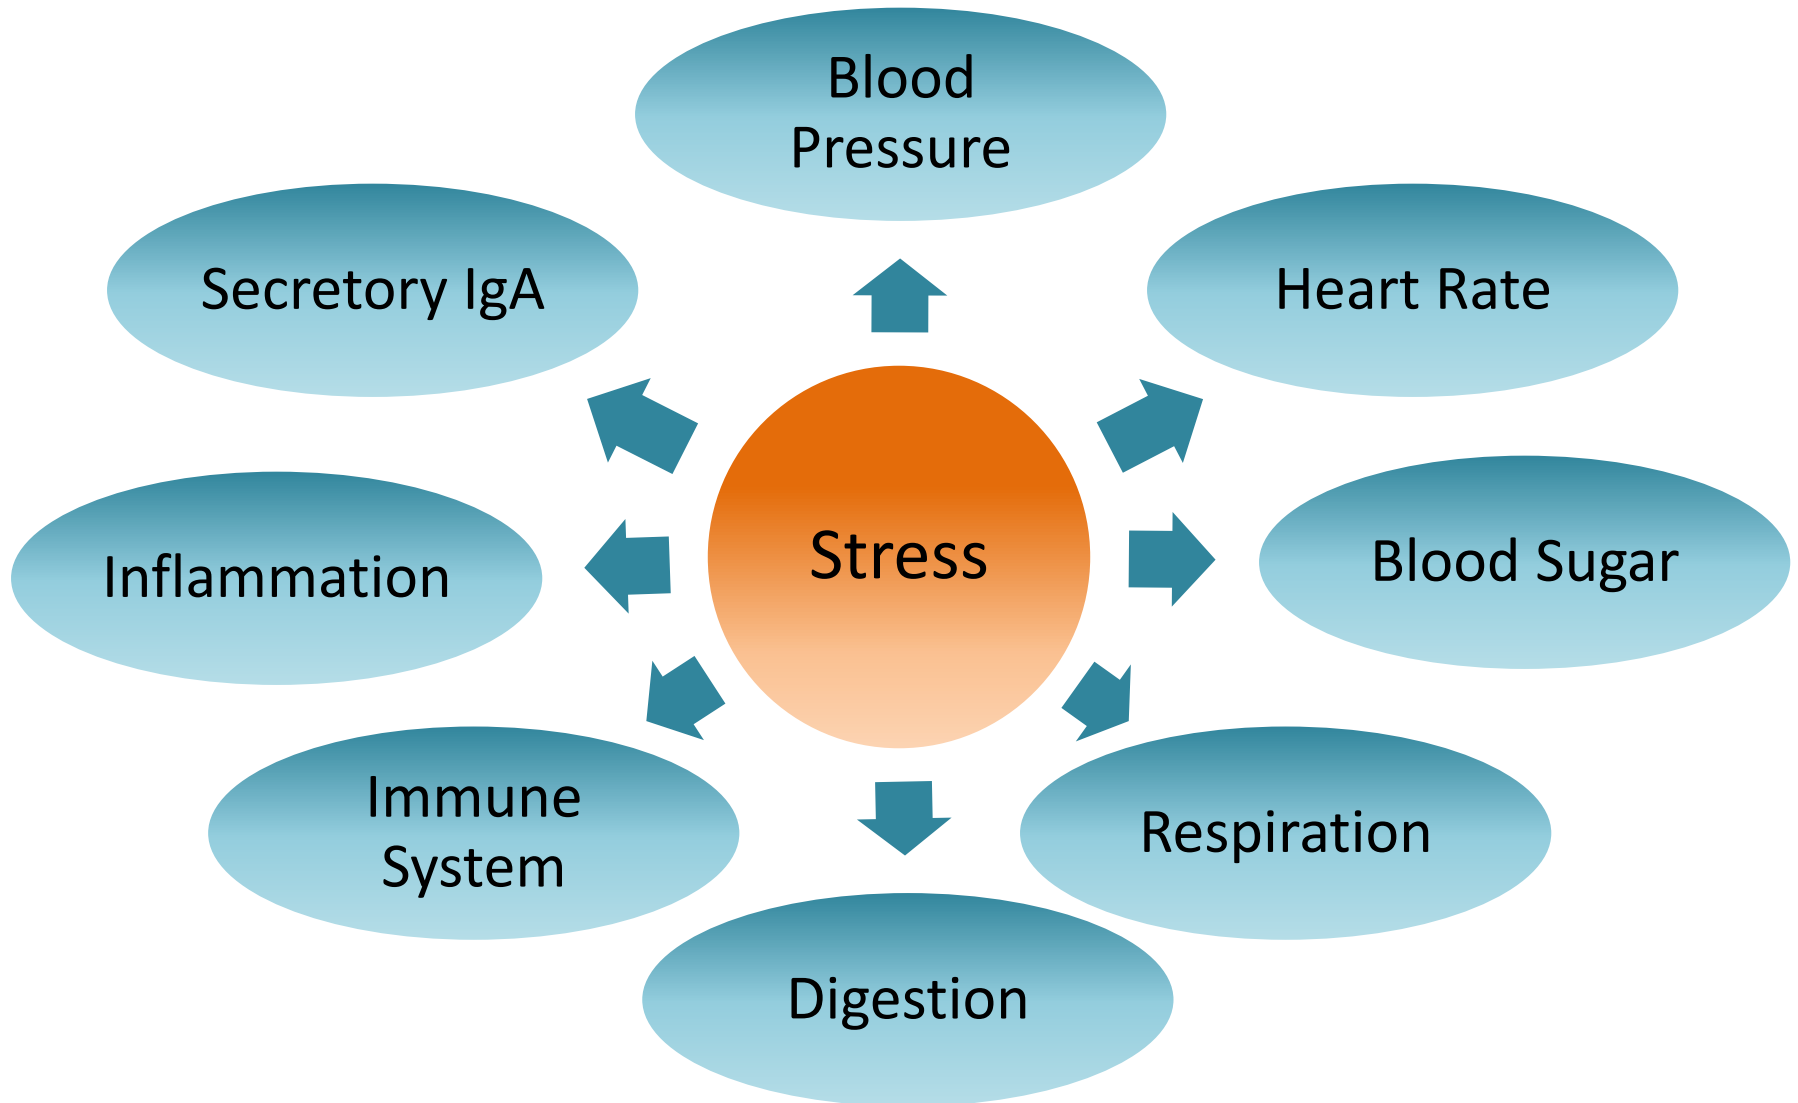 Blood
Pressure
Secretory IgA
Heart Rate
Stress
Inflammation
Blood Sugar
Immune
System
Respiration
Digestion